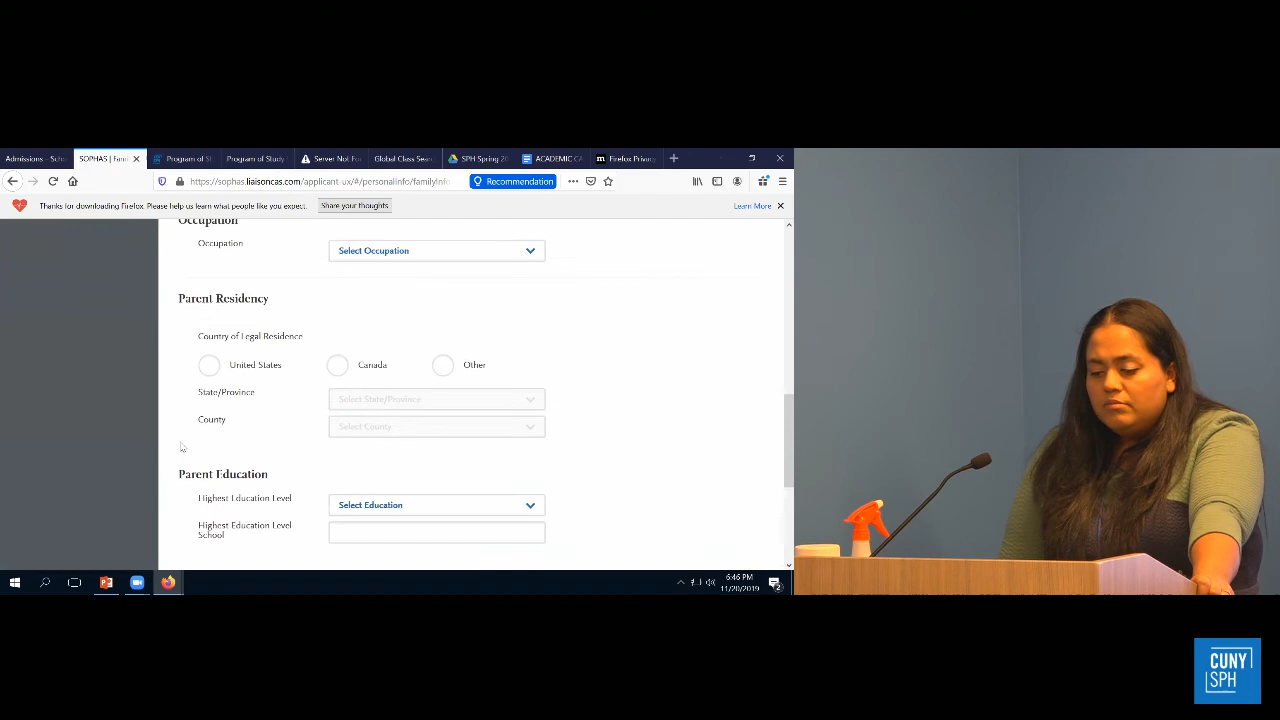 Admissions – Scho
SOPHAS | Fami
Program of St
Program of Study
Server Not Fo
Global Class Sear
SPH Spring 20
ACADEMIC CA
Firefox Privacy
https://sophas.liaisoncas.com/applicant-ux/#/personalInfo/familyInfo
Recommendation
Thanks for downloading Firefox. Please help us learn what people like you expect.
Share your thoughts
Learn More
Occupation
Occupation
Select Occupation
Parent Residency
Country of Legal Residence
United States
Canada
Other
State/Province
Select State/Province
County
Select County
Parent Education
Highest Education Level
Select Education
Highest Education Level
School
6:46 PM
11/20/2019
2
CUNY
SPH